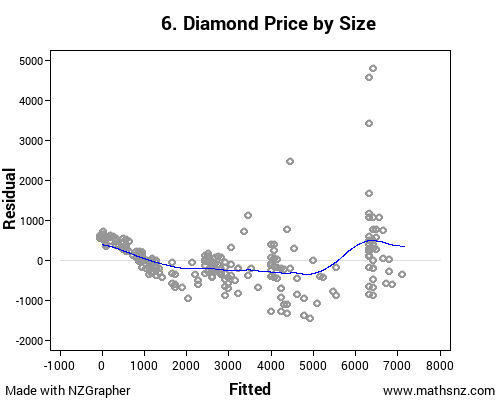 6. Diamond Price by Size
Residual
5000
4000
3000
2000
1000
0
-1000
-2000
-1000 0 1000 2000 3000 4000 5000 6000 7000 8000
Made with NZGrapher Fitted www.mathsnz.com